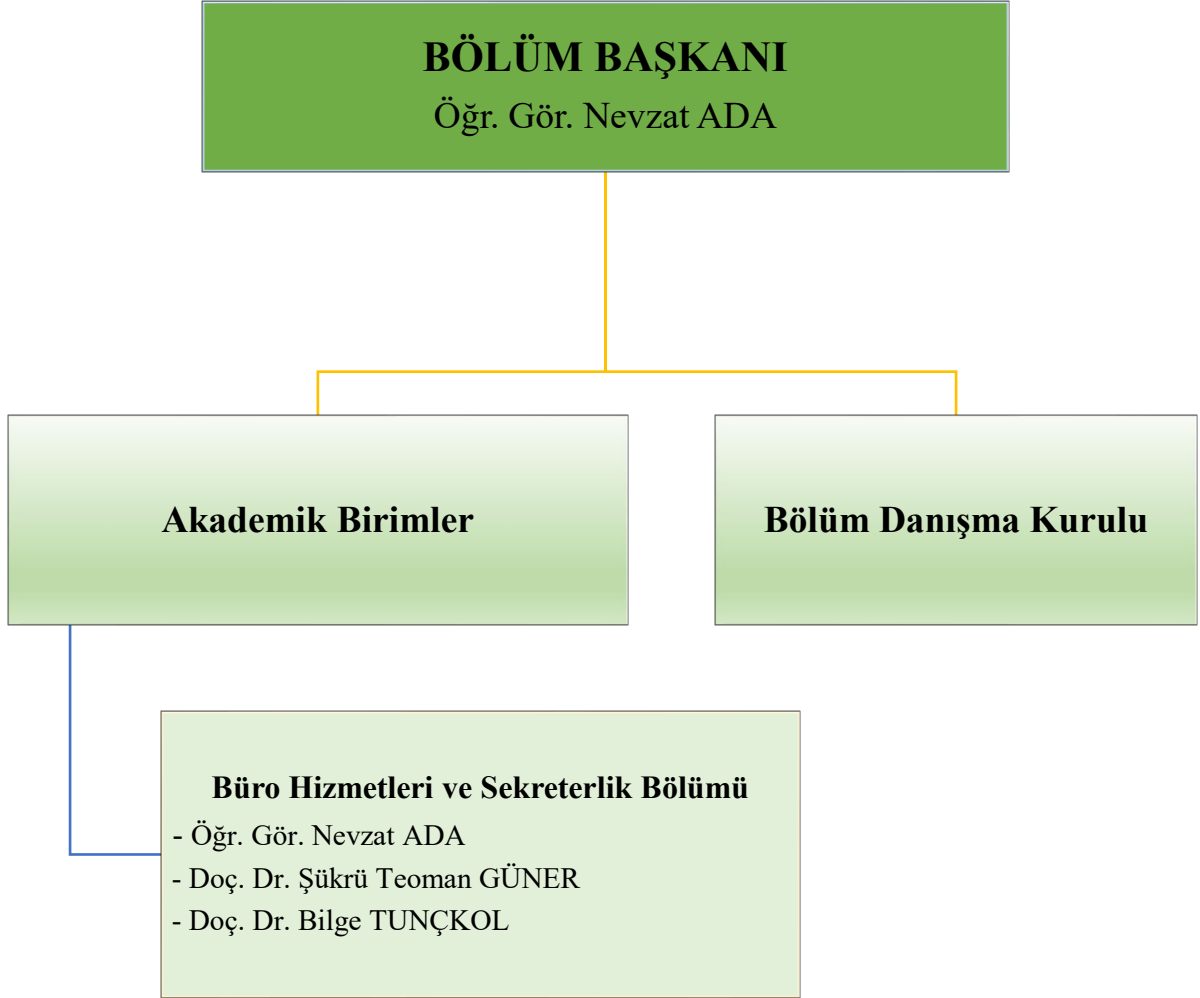 BÖLÜM BAŞKANI
Öğr. Gör. Nevzat ADA
Akademik Birimler
Bölüm Danışma Kurulu
Büro Hizmetleri ve Sekreterlik Bölümü
- Öğr. Gör. Nevzat ADA
- Doç. Dr. Şükrü Teoman GÜNER
- Doç. Dr. Bilge TUNÇKOL